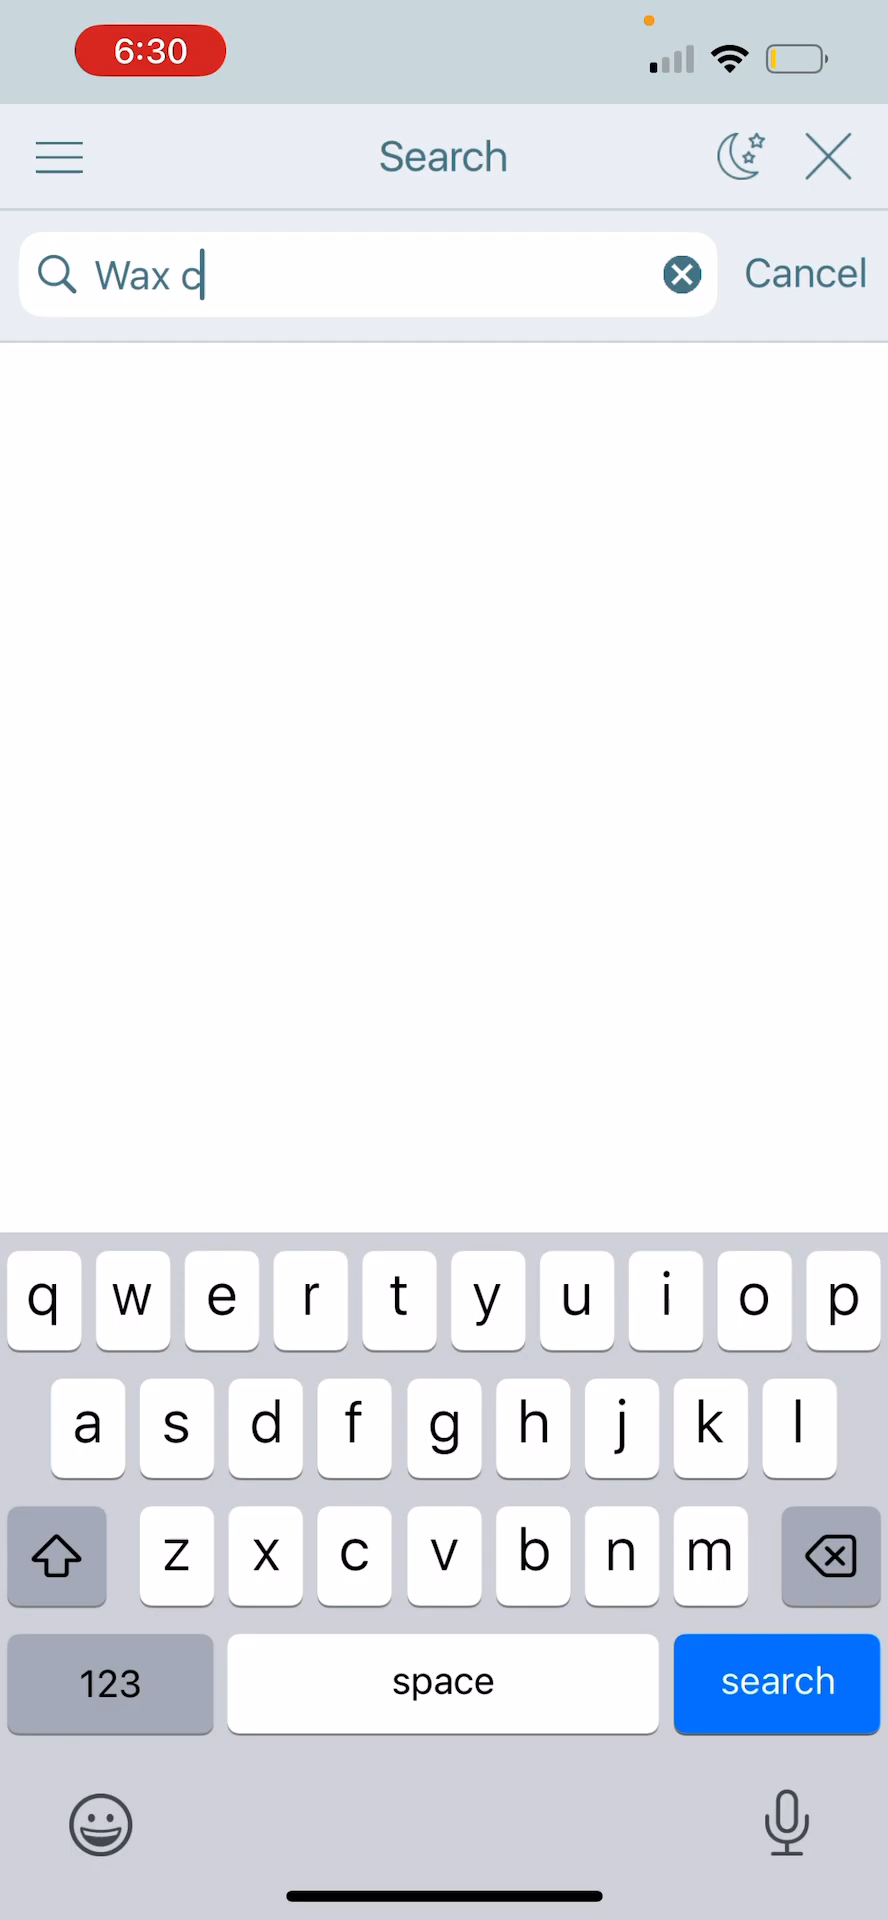 6:30
Search
Wax c
Cancel
q w e r t y u i o p
a s d f g h j k l
z x c v b n m
123 space search